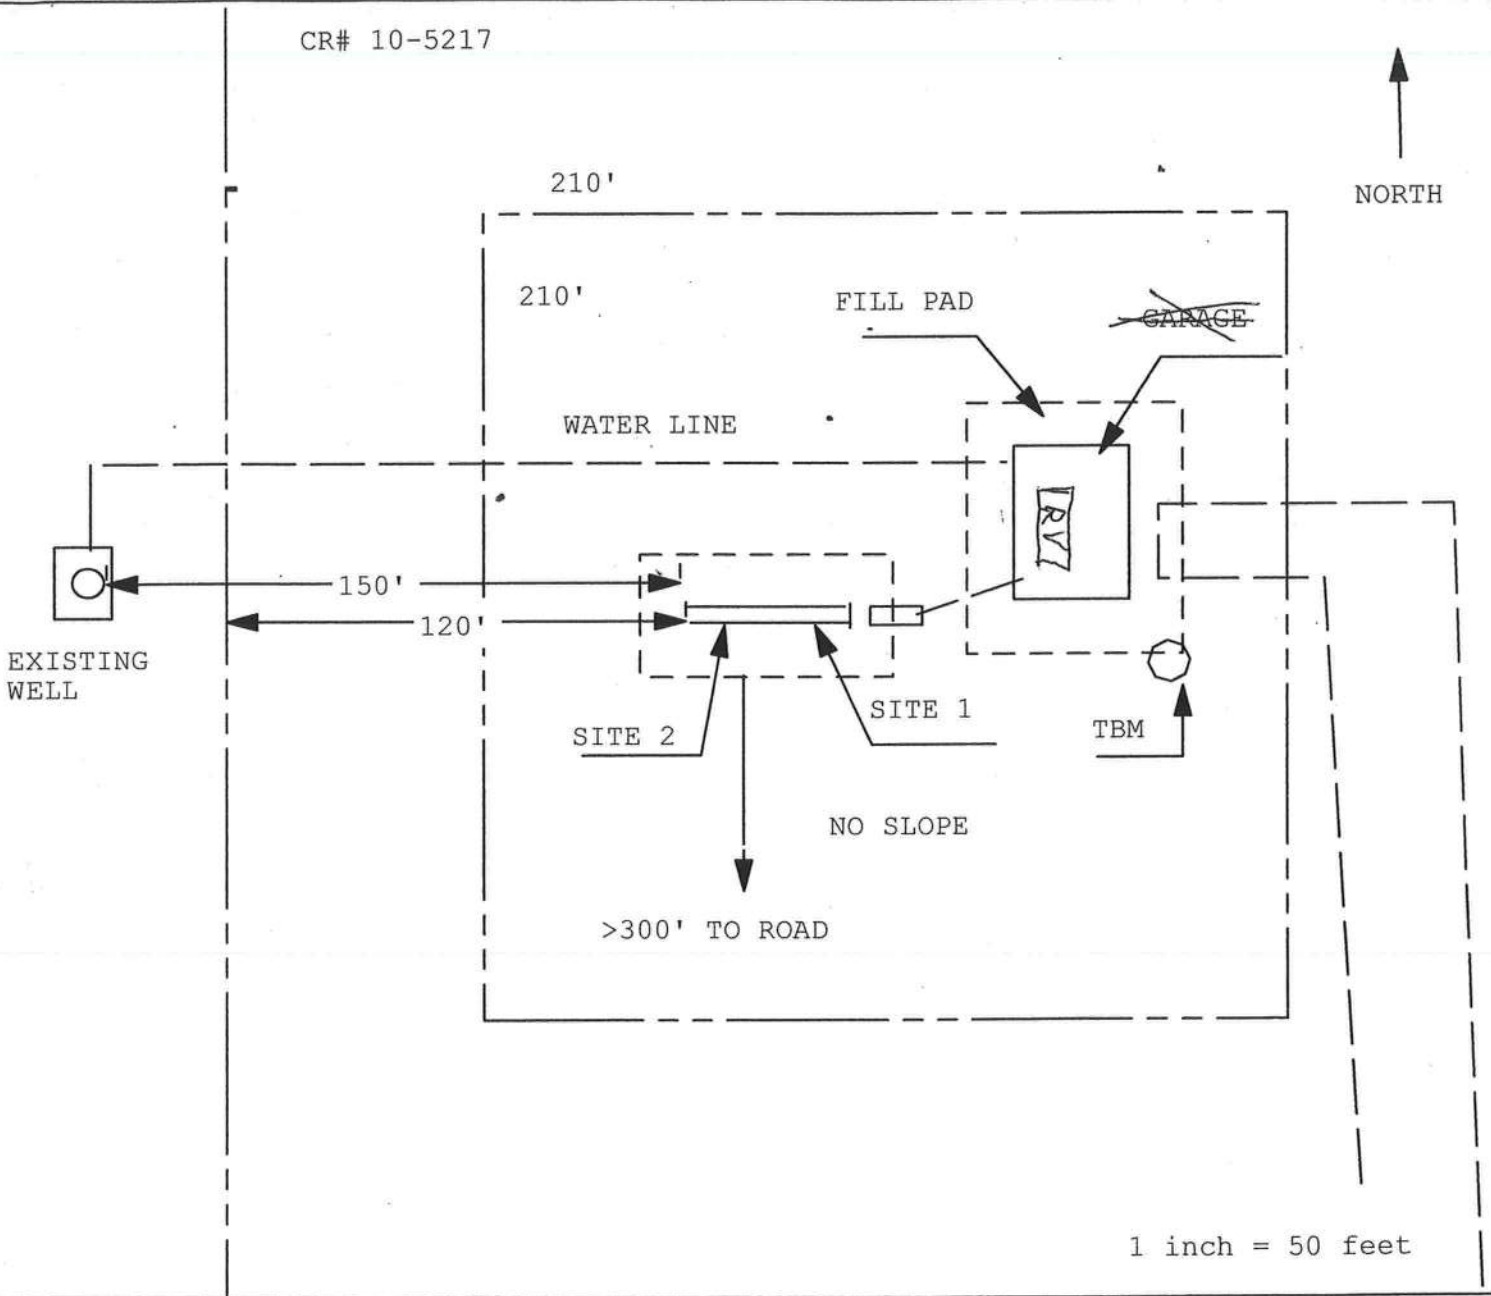 CR# 10-5217
NORTH
210'
210'
FILL PAD
GARAGE
WATER LINE
RV
150'
120'
EXISTING
WELL
SITE 1
SITE 2
TBM
NO SLOPE
>300' TO ROAD
1 inch = 50 feet